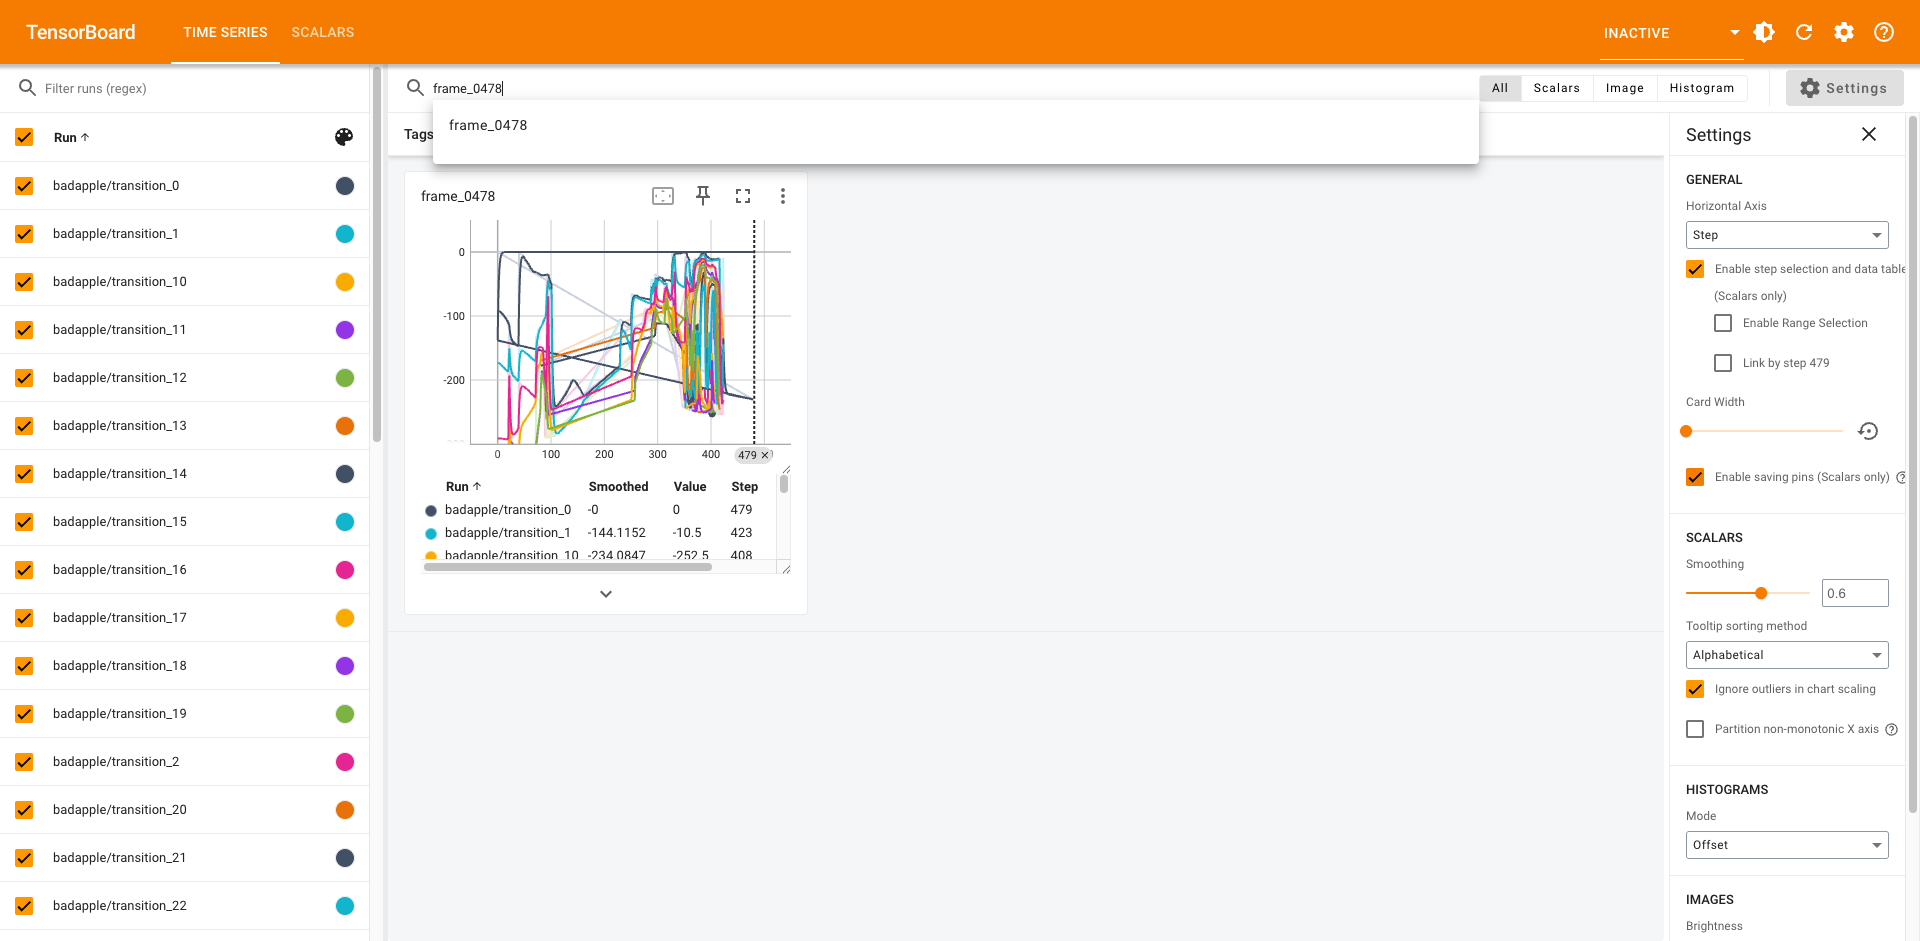 TensorBoard
TIME SERIES
SCALARS
INACTIVE
Filter runs (regex)
Run
badapple/transition_0
badapple/transition_1
badapple/transition_10
badapple/transition_11
badapple/transition_12
badapple/transition_13
badapple/transition_14
badapple/transition_15
badapple/transition_16
badapple/transition_17
badapple/transition_18
badapple/transition_19
badapple/transition_2
badapple/transition_20
badapple/transition_21
badapple/transition_22
frame_0478
All
Scalars
Image
Histogram
Settings
frame_0478
Tags
frame_0478
0
-100
-200
0
100
200
300
400
479
Run Smoothed Value Step
badapple/transition_0 -0 0 479
badapple/transition_1 -144.1152 -10.5 423
badapple/transition_10 -234.0847 -252.5 408
Settings
GENERAL
Horizontal Axis
Step
Enable step selection and data table
(Scalars only)
Enable Range Selection
Link by step 479
Card Width
Enable saving pins (Scalars only)
SCALARS
Smoothing
0.6
Tooltip sorting method
Alphabetical
Ignore outliers in chart scaling
Partition non-monotonic X axis
HISTOGRAMS
Mode
Offset
IMAGES
Brightness